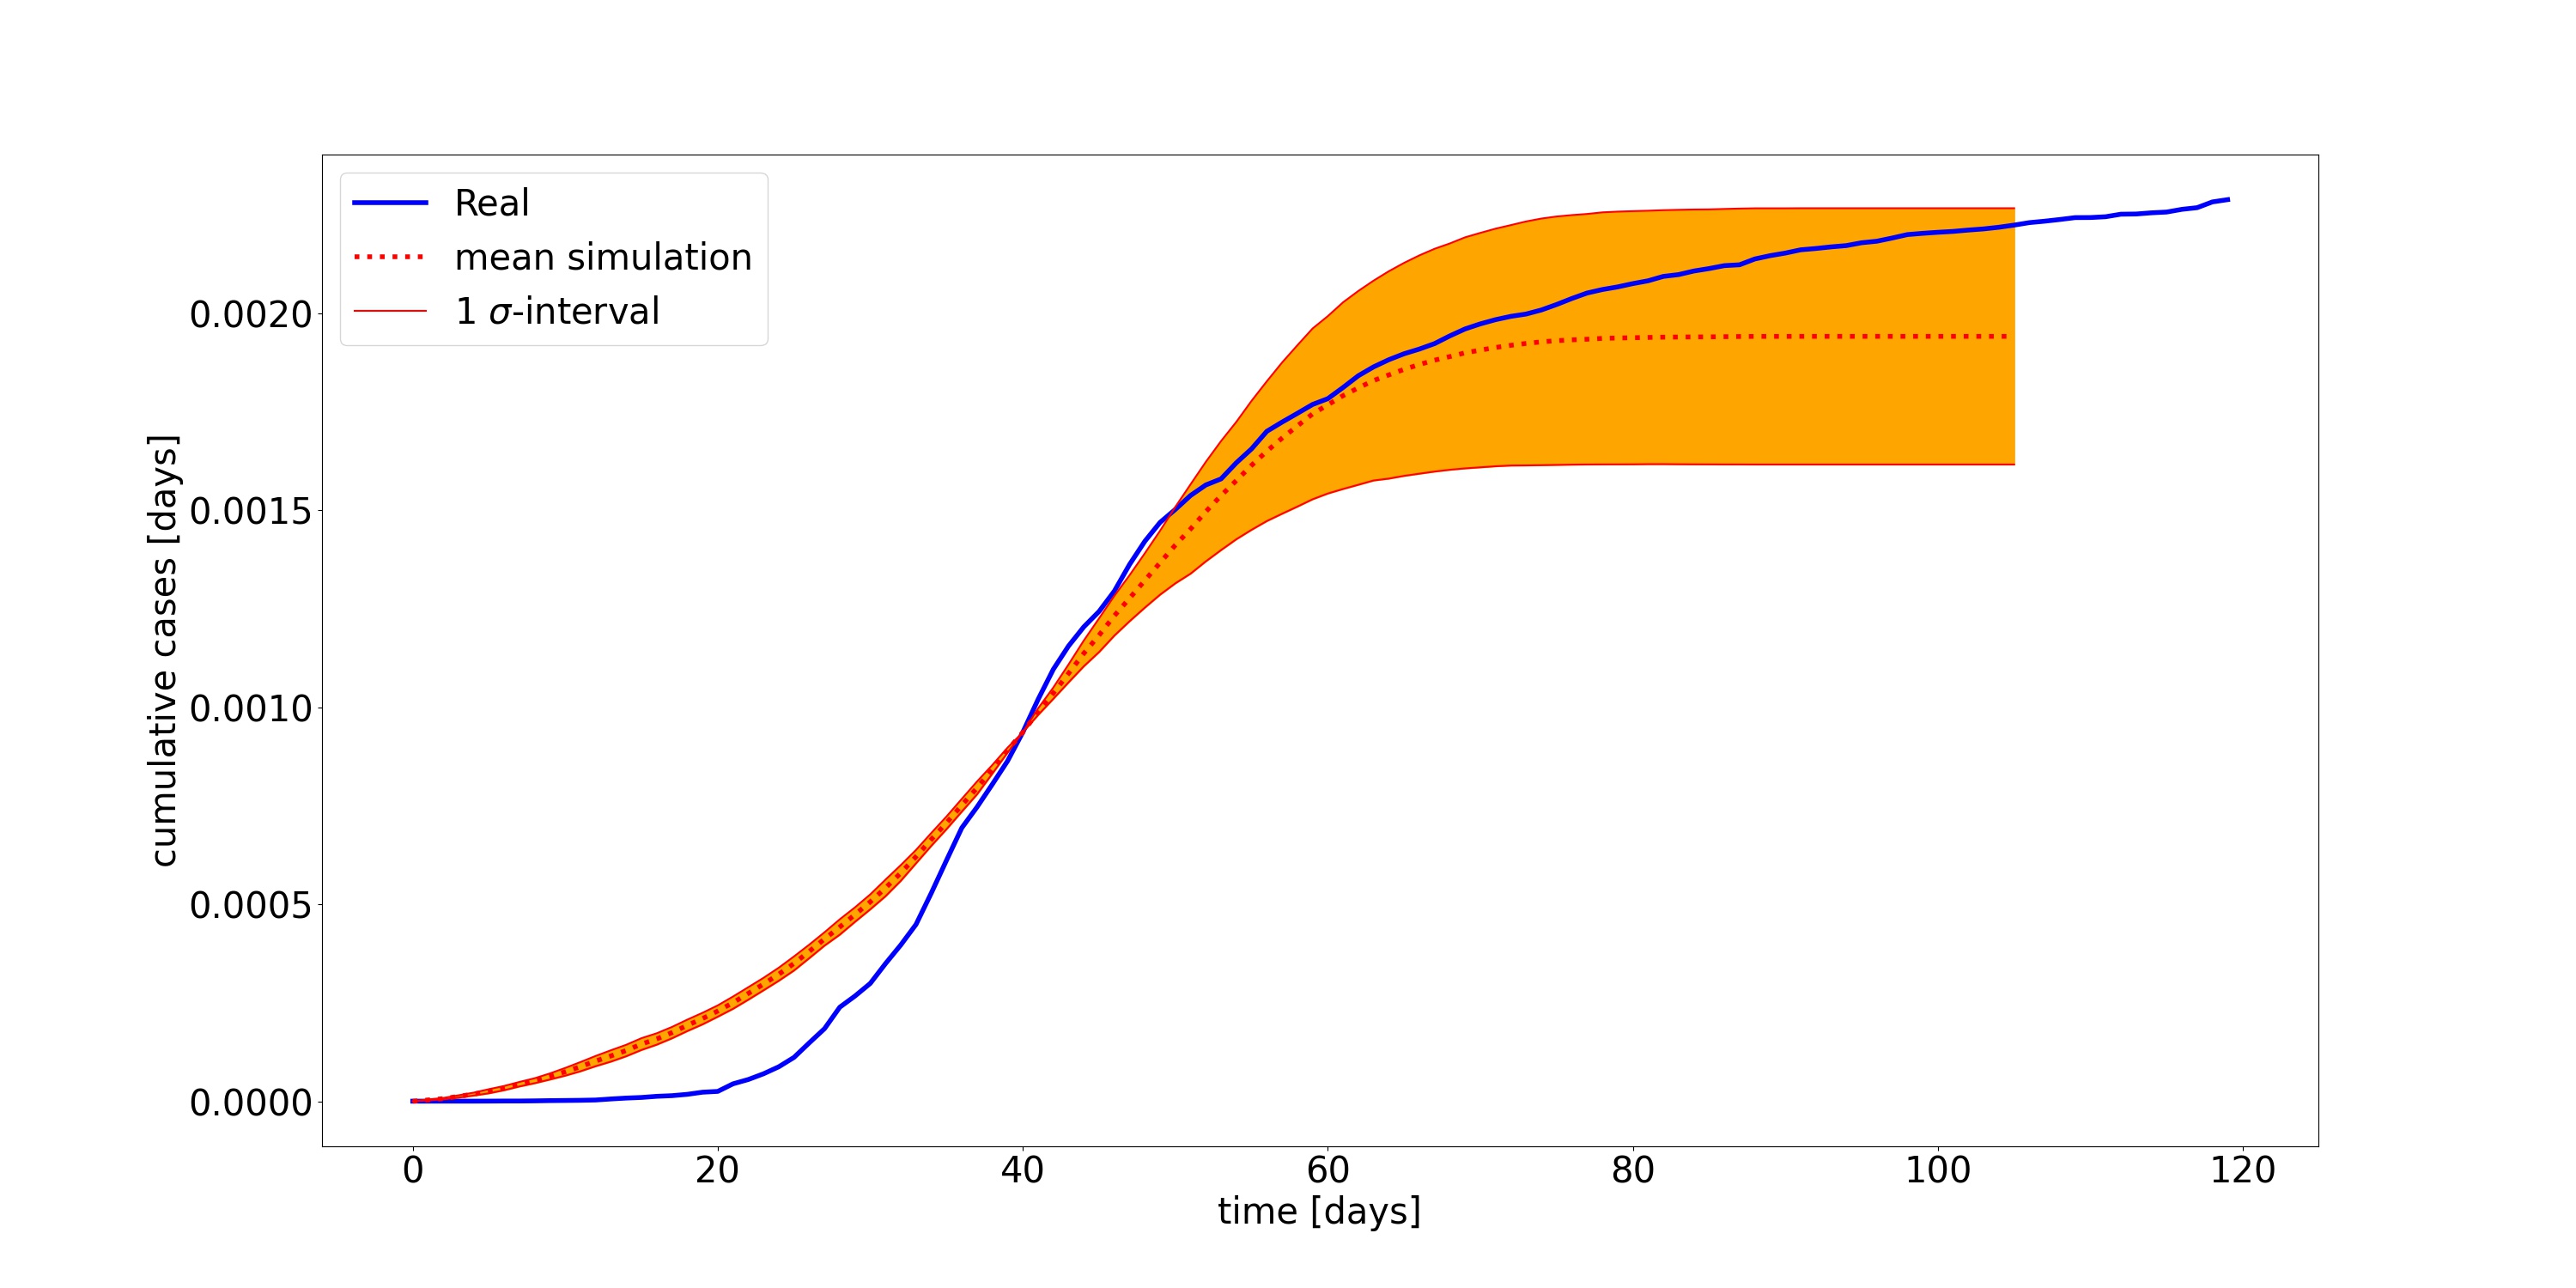 Real
mean simulation
1 σ-interval
cumulative cases [days]
0.0020
0.0015
0.0010
0.0005
0.0000
0 20 40 60 80 100 120
time [days]